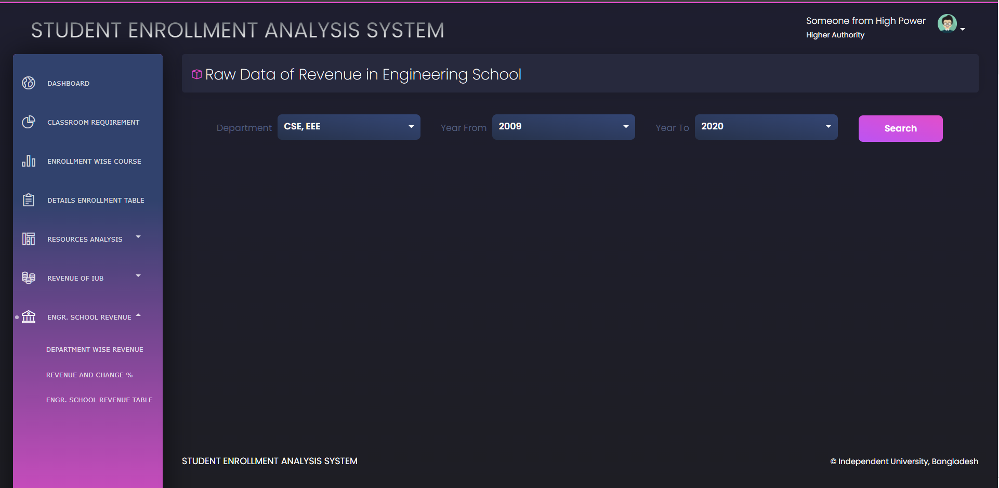 STUDENT ENROLLMENT ANALYSIS SYSTEM
Someone from High Power
Higher Authority
DASHBOARD
CLASSROOM REQUIREMENT
ENROLLMENT WISE COURSE
DETAILS ENROLLMENT TABLE
RESOURCES ANALYSIS
REVENUE OF IUB
ENGR. SCHOOL REVENUE
DEPARTMENT WISE REVENUE
REVENUE AND CHANGE %
ENGR. SCHOOL REVENUE TABLE
Raw Data of Revenue in Engineering School
Department CSE, EEE Year From 2009 Year To 2020 Search
STUDENT ENROLLMENT ANALYSIS SYSTEM
© Independent University, Bangladesh